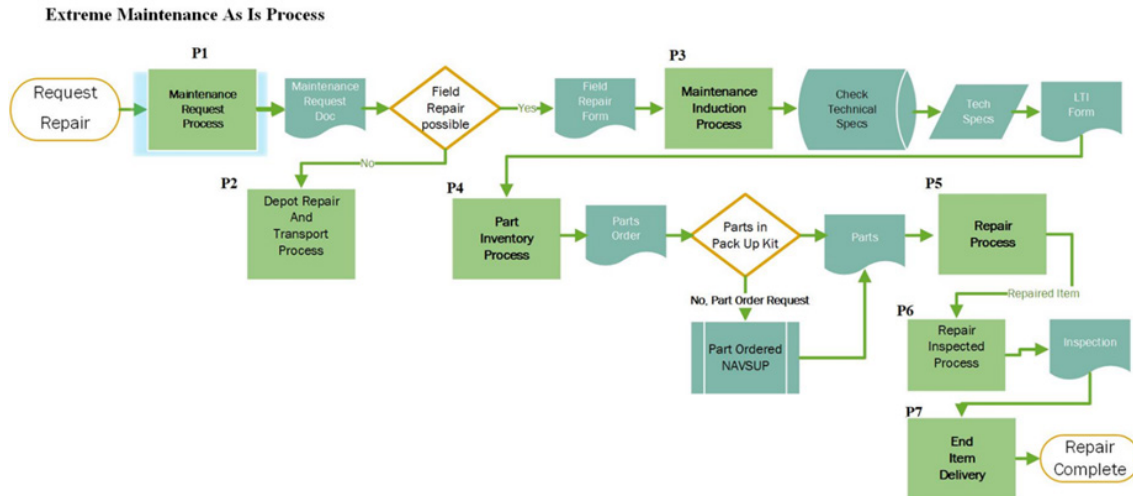 Extreme Maintenance As Is Process
P1
Request
Repair
Maintenance
Request
Process
Maintenance
Request
Doc
Field
Repair
possible
Yes
Field
Repair
Form
P3
Maintenance
Induction
Process
Check
Technical
Specs
Tech
Specs
LTI
Form
No
P2
Depot Repair
And
Transport
Process
P4
Part
Inventory
Process
Parts
Order
Parts in
Pack Up Kit
Parts
P5
Repair
Process
No, Part Order Request
Part Ordered
NAVSUP
Repaired Item
P6
Repair
Inspected
Process
Inspection
P7
End
Item
Delivery
Repair
Complete